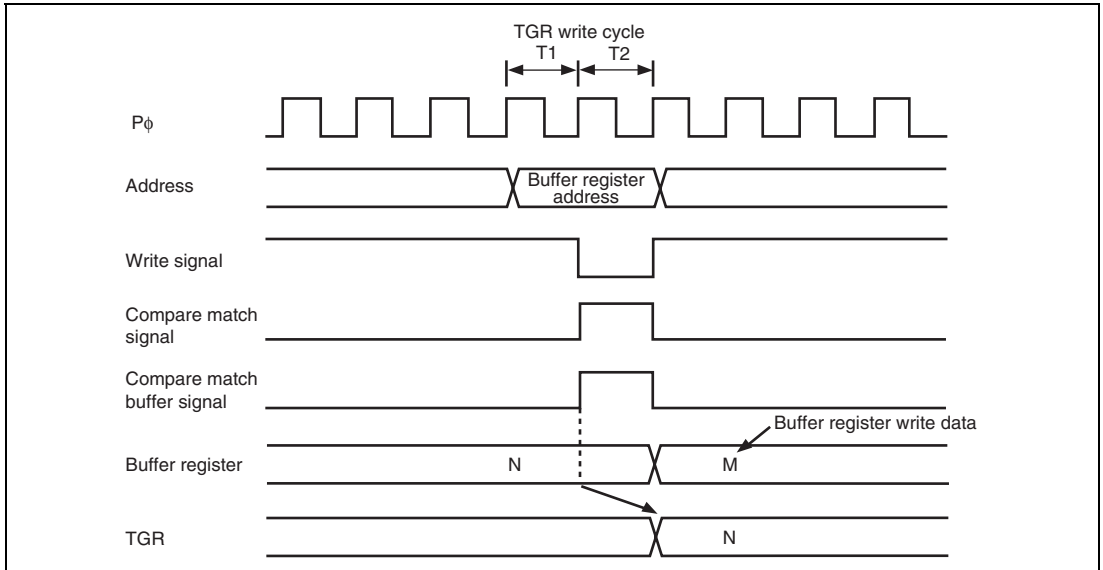 TGR write cycle
T1 T2
Pφ
Address
Buffer register
address
Write signal
Compare match
signal
Compare match
buffer signal
Buffer register write data
Buffer register
N M
TGR
N